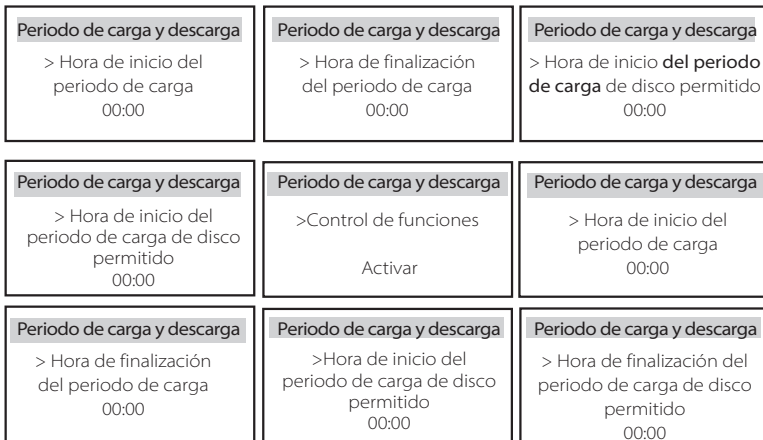 Periodo de carga y descarga
> Hora de inicio del
periodo de carga
00:00
Periodo de carga y descarga
> Hora de finalización
del periodo de carga
00:00
Periodo de carga y descarga
> Hora de inicio del periodo
de carga de disco permitido
00:00
Periodo de carga y descarga
> Hora de inicio del
periodo de carga de disco
permitido
00:00
Periodo de carga y descarga
>Control de funciones
Activar
Periodo de carga y descarga
> Hora de inicio del
periodo de carga
00:00
Periodo de carga y descarga
> Hora de finalización
del periodo de carga
00:00
Periodo de carga y descarga
>Hora de inicio del
periodo de carga de disco
permitido
00:00
Periodo de carga y descarga
> Hora de finalización del
periodo de carga de disco
permitido
00:00